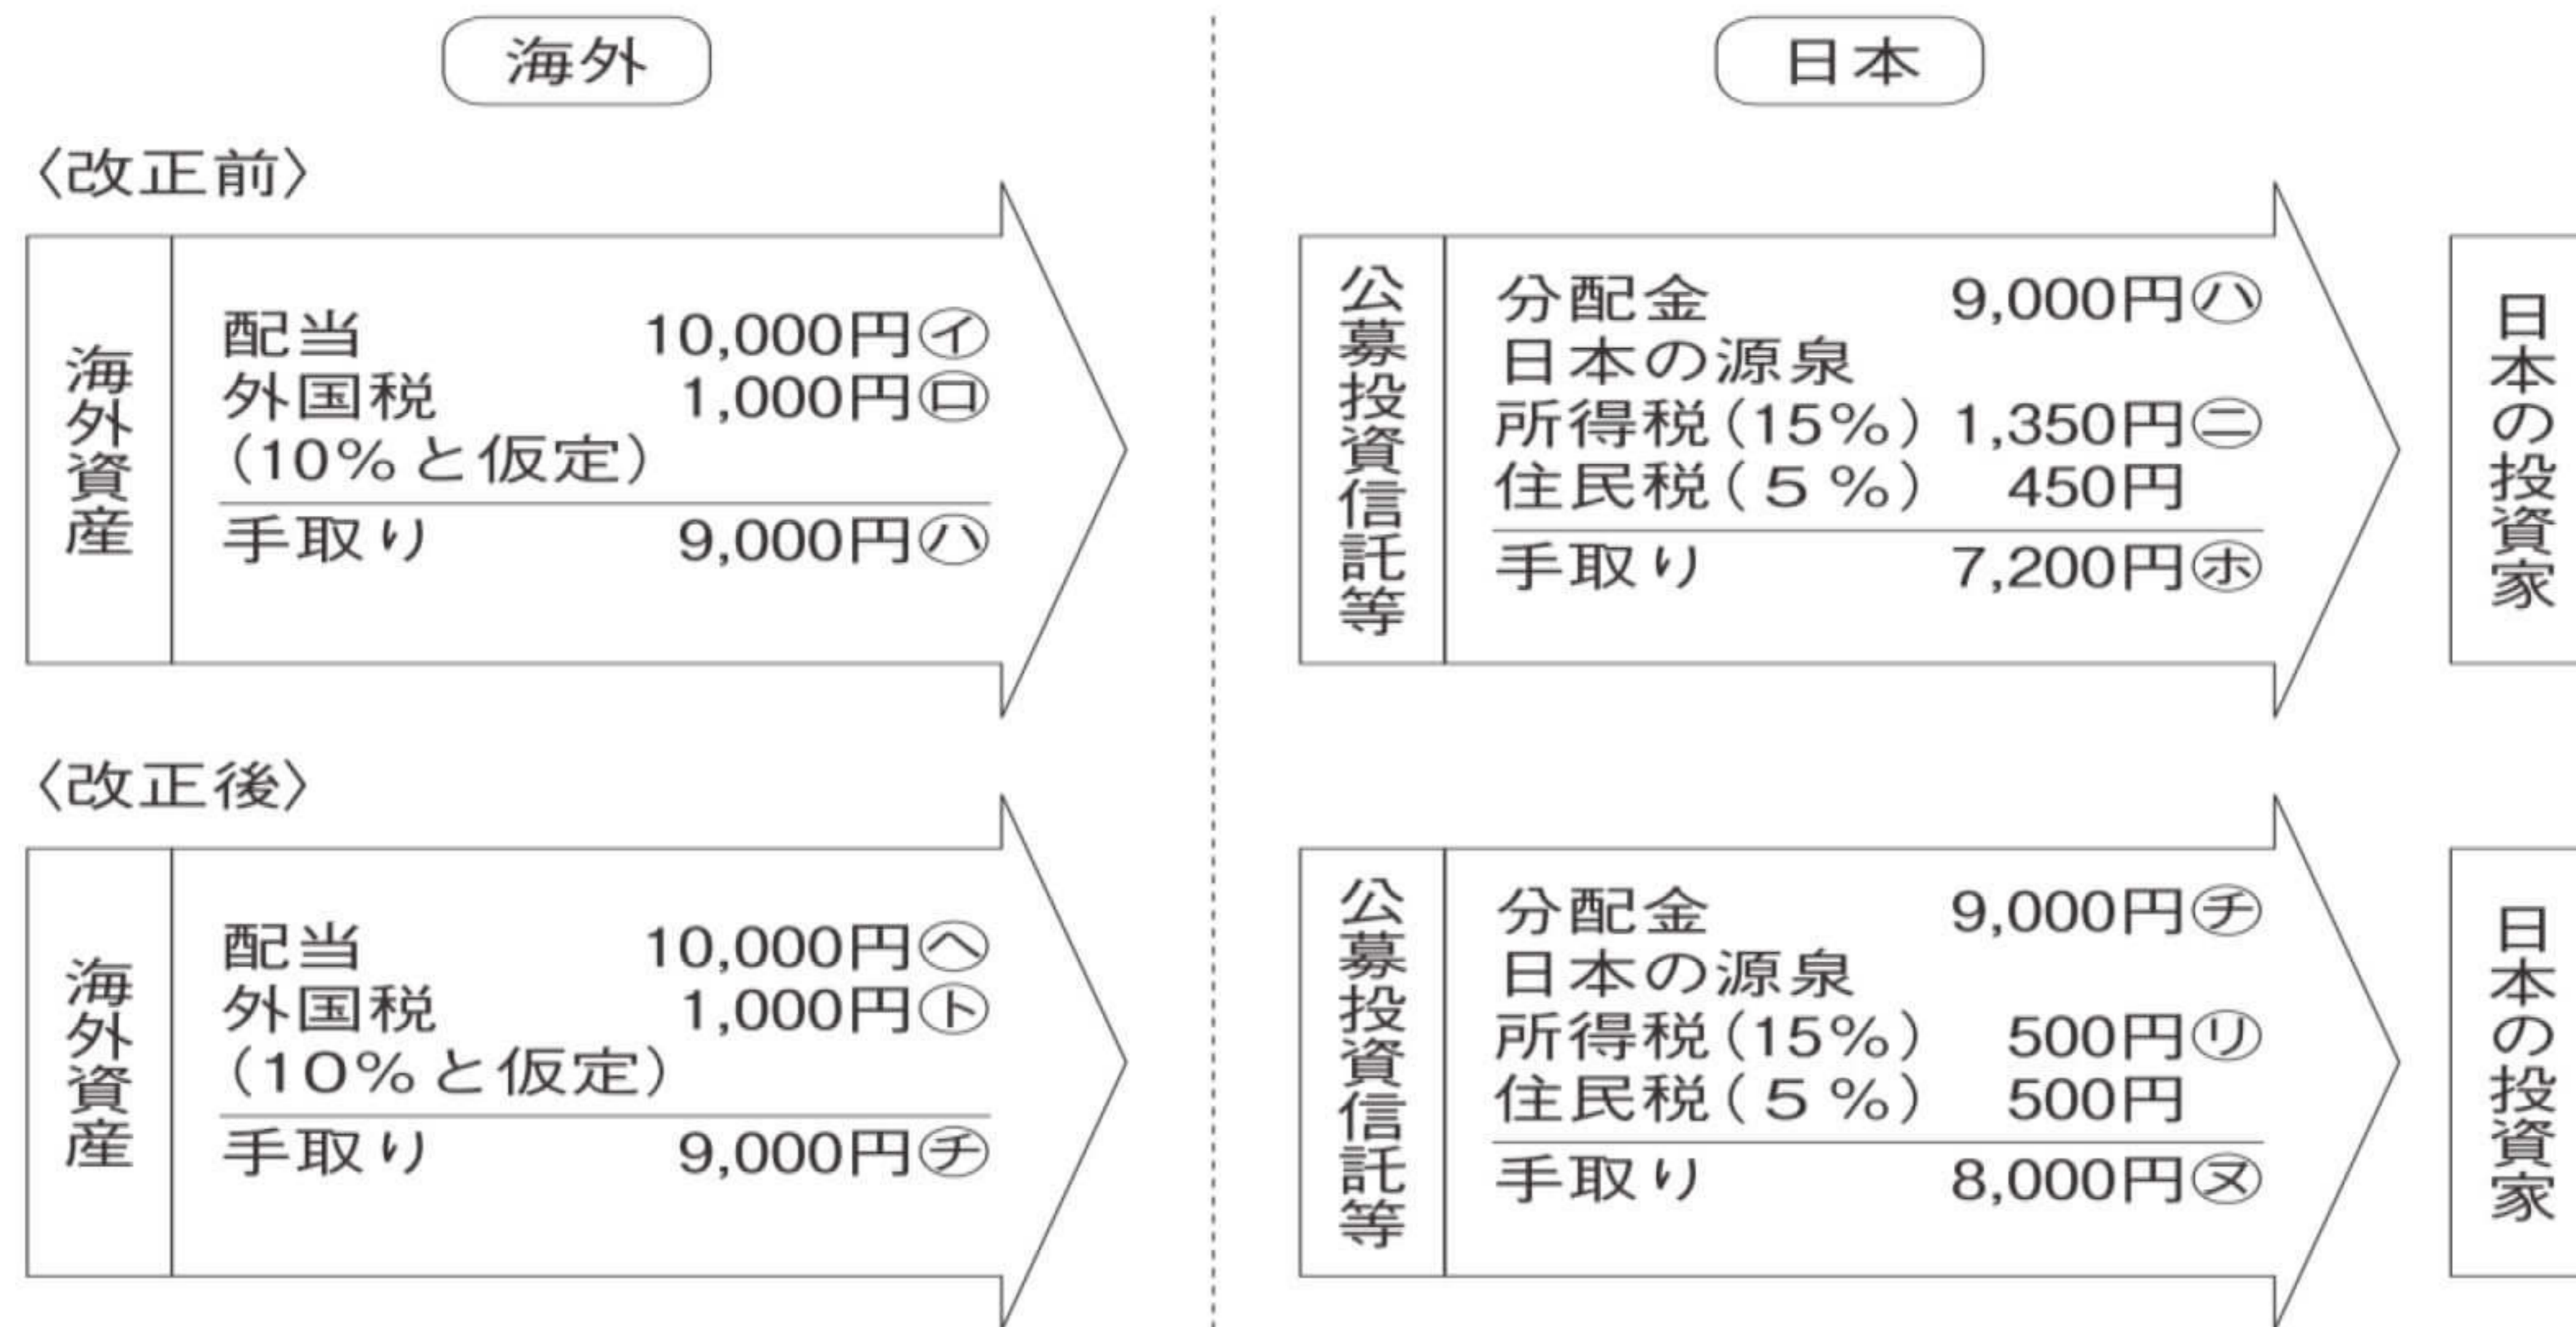 海外
日本
〈改正前〉
海外資産
配当 10,000円㋑
外国税 1,000円㋺
(10%と仮定)
手取り 9,000円㋩
公募投資信託等
分配金 9,000円㋩
日本の源泉
所得税(15%) 1,350円㋥
住民税(5%) 450円
手取り 7,200円㋭
日本の投資家
〈改正後〉
海外資産
配当 10,000円㋬
外国税 1,000円㋣
(10%と仮定)
手取り 9,000円㋠
公募投資信託等
分配金 9,000円㋠
日本の源泉
所得税(15%) 500円㋷
住民税(5%) 500円
手取り 8,000円㋦
日本の投資家